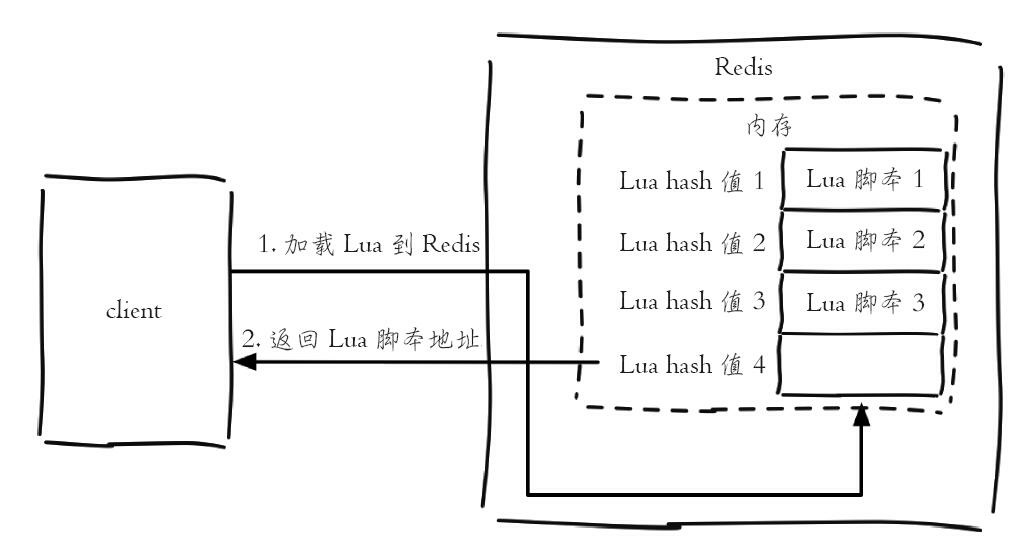 Redis
内存
Lua hash 值 1
Lua 脚本 1
Lua hash 值 2
Lua 脚本 2
Lua hash 值 3
Lua 脚本 3
Lua hash 值 4
1. 加载 Lua 到 Redis
client
2. 返回 Lua 脚本地址